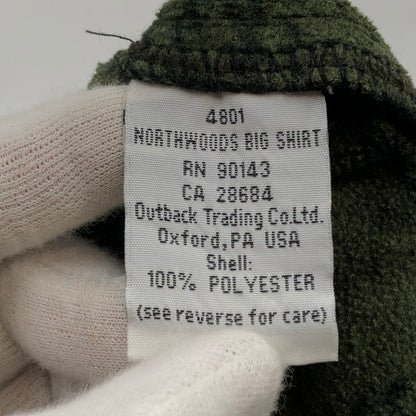 4801
NORTHWOODS BIG SHIRT
RN 90143
CA 28684
Outback Trading Co.Ltd.
Oxford,PA USA
Shell:
100% POLYESTER
(see reverse for care)